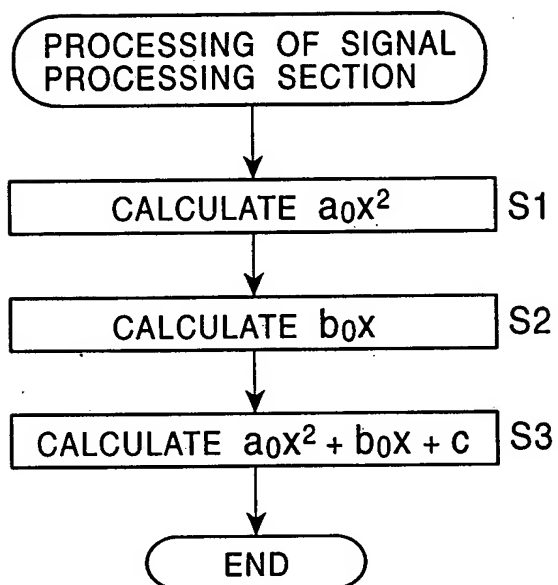 PROCESSING OF SIGNAL
PROCESSING SECTION
CALCULATE a₀x² S1
CALCULATE b₀x S2
CALCULATE a₀x² + b₀x + c S3
END